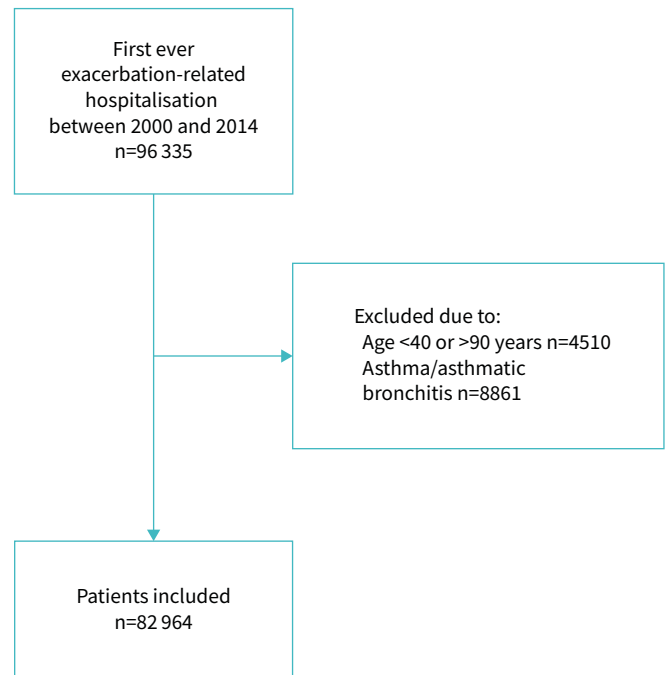 First ever
exacerbation-related
hospitalisation
between 2000 and 2014
n=96 335
Excluded due to:
Age <40 or >90 years n=4510
Asthma/asthmatic
bronchitis n=8861
Patients included
n=82 964